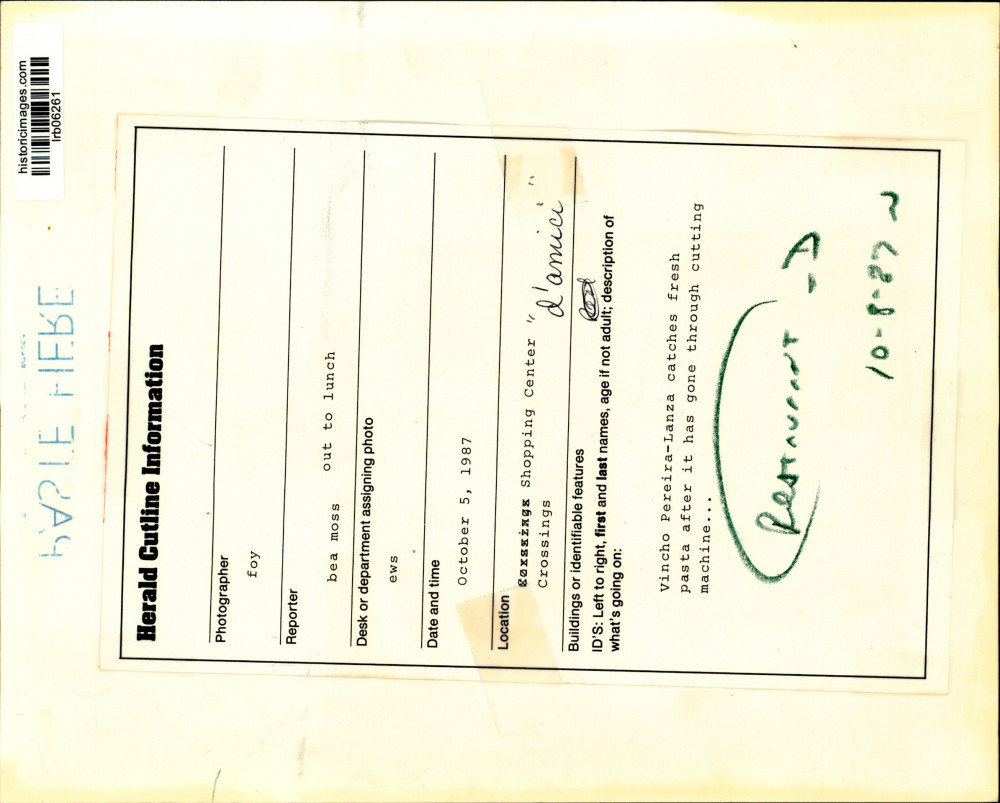 historicimages.com
lrb06261
PASTE HERE
Herald Cutline Information
Photographer
foy
Reporter
bea moss out to lunch
Desk or department assigning photo
ews
Date and time
October 5, 1987
Location
Shopping Center "d'amici"
Crossings
Buildings or identifiable features
ID'S: Left to right, first and last names, age if not adult; description of
what's going on:
Vincho Pereira-Lanza catches fresh
pasta after it has gone through cutting
machine...
Restaurant - D
10-8-87 N